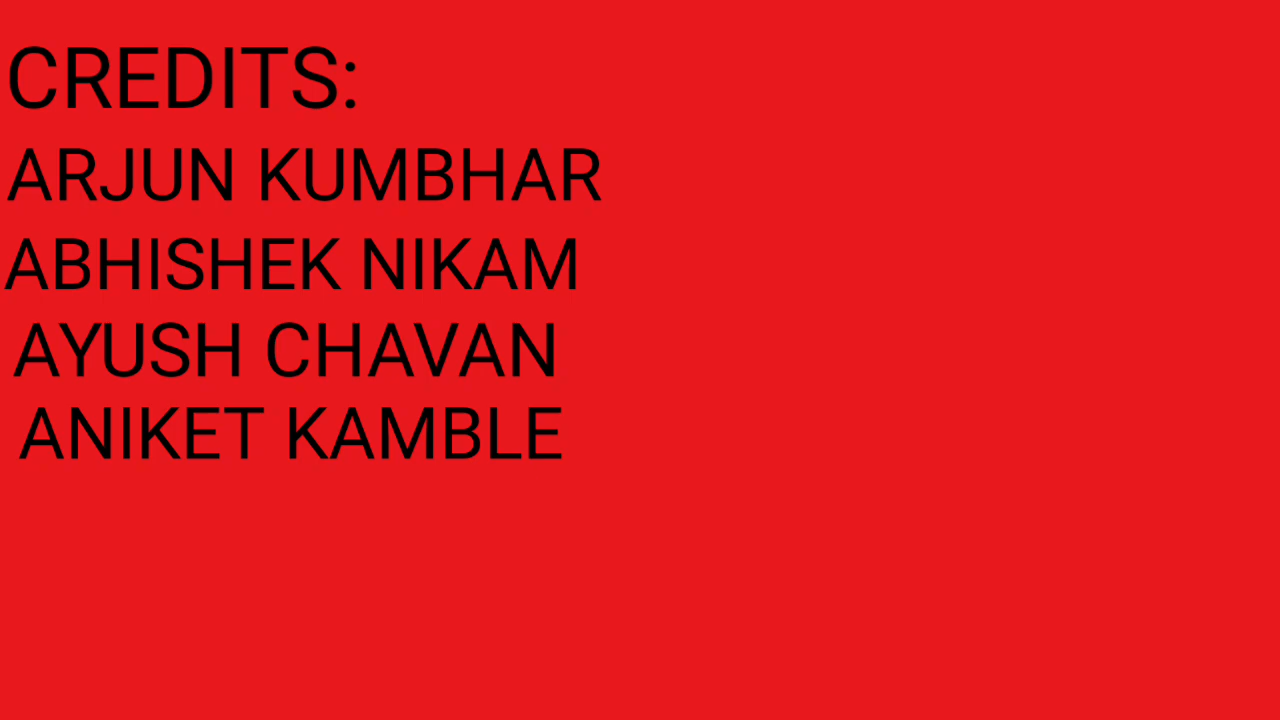 CREDITS:
ARJUN KUMBHAR
ABHISHEK NIKAM
AYUSH CHAVAN
ANIKET KAMBLE